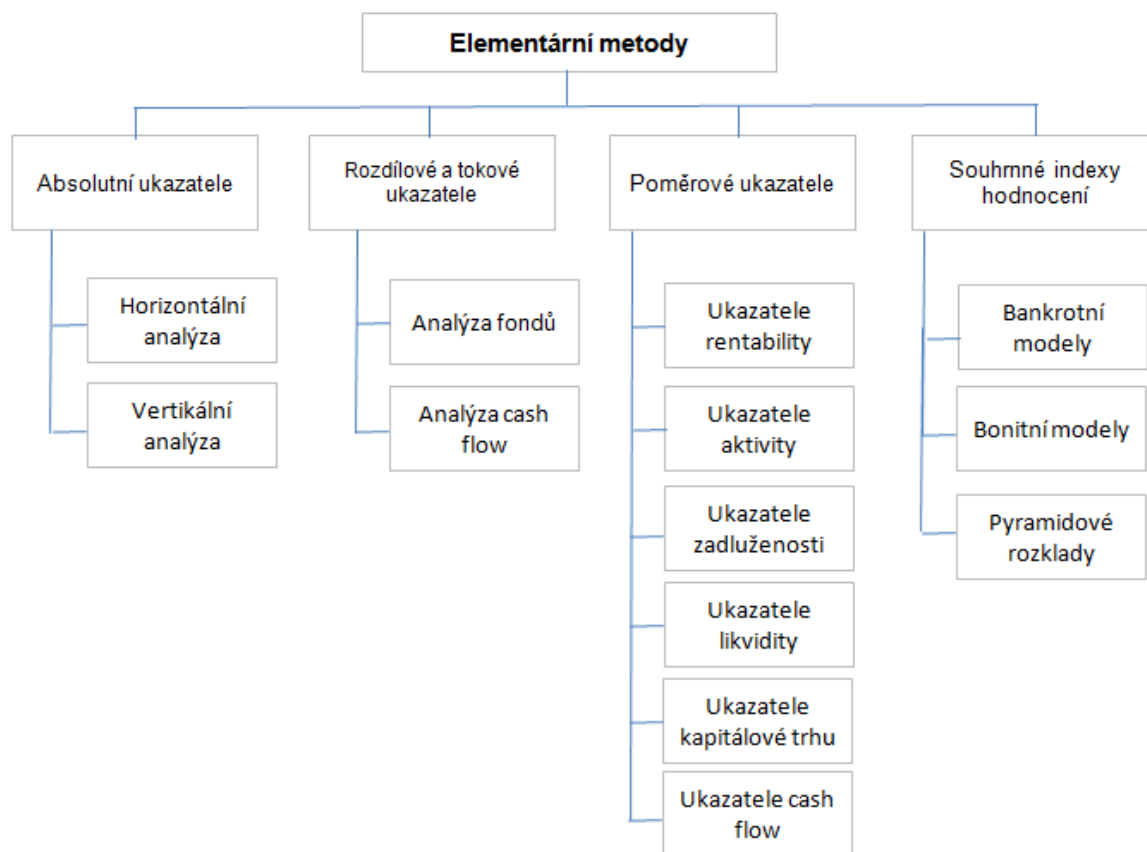 Elementární metody
Absolutní ukazatele
Rozdílové a tokové
ukazatele
Poměrové ukazatele
Souhrnné indexy
hodnocení
Horizontální
analýza
Vertikální
analýza
Analýza fondů
Analýza cash
flow
Ukazatele
rentability
Ukazatele
aktivity
Ukazatele
zadluženosti
Ukazatele
likvidity
Ukazatele
kapitálové trhu
Ukazatele cash
flow
Bankrotní
modely
Bonitní modely
Pyramidové
rozklady